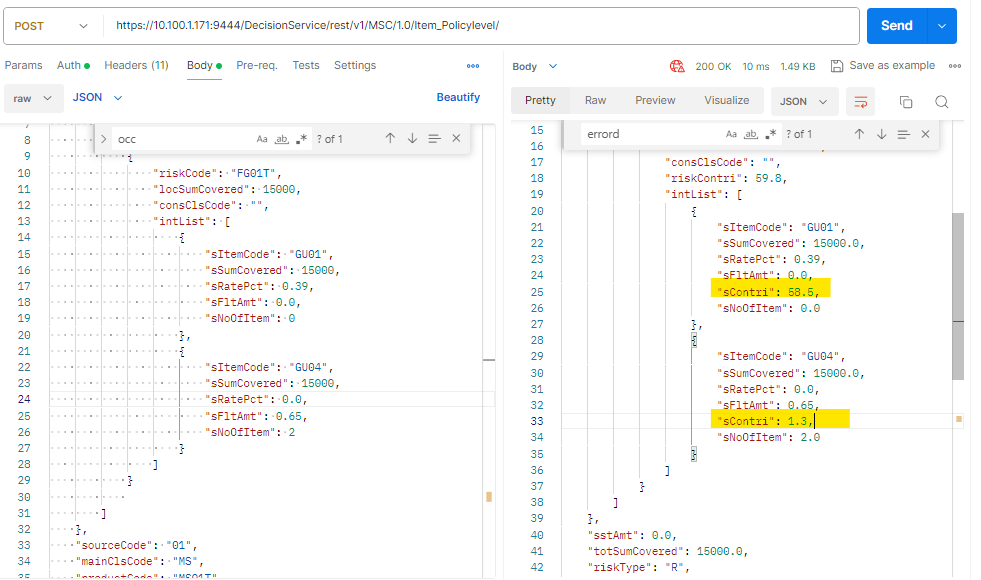 POST https://10.100.1.171:9444/DecisionService/rest/v1/MSC/1.0/Item_Policylevel/ Send
Params Auth Headers (11) Body Pre-req. Tests Settings
raw JSON Beautify
occ Aa ab .* ? of 1
8
9 {
10 "riskCode": "FG01T",
11 "locSumCovered": 15000,
12 "consClsCode": "",
13 "intList": [
14 {
15 "sItemCode": "GU01",
16 "sSumCovered": 15000,
17 "sRatePct": 0.39,
18 "sFltAmt": 0.0,
19 "sNoOfItem": 0
20 },
21 {
22 "sItemCode": "GU04",
23 "sSumCovered": 15000,
24 "sRatePct": 0.0,
25 "sFltAmt": 0.65,
26 "sNoOfItem": 2
27 }
28 ]
29 }
30
31 ]
32 },
33 "sourceCode": "01",
34 "mainClsCode": "MS",
"productCode": "MS01T"
Body 200 OK 10 ms 1.49 KB Save as example
Pretty Raw Preview Visualize JSON
errord Aa ab .* ? of 1
15
16
17 "consClsCode": "",
18 "riskContri": 59.8,
19 "intList": [
20 {
21 "sItemCode": "GU01",
22 "sSumCovered": 15000.0,
23 "sRatePct": 0.39,
24 "sFltAmt": 0.0,
25 "sContri": 58.5,
26 "sNoOfItem": 0.0
27 },
28 {
29 "sItemCode": "GU04",
30 "sSumCovered": 15000.0,
31 "sRatePct": 0.0,
32 "sFltAmt": 0.65,
33 "sContri": 1.3,
34 "sNoOfItem": 2.0
35 }
36 ]
37 }
38 ]
39 },
40 "sstAmt": 0.0,
41 "totSumCovered": 15000.0,
42 "riskType": "R",